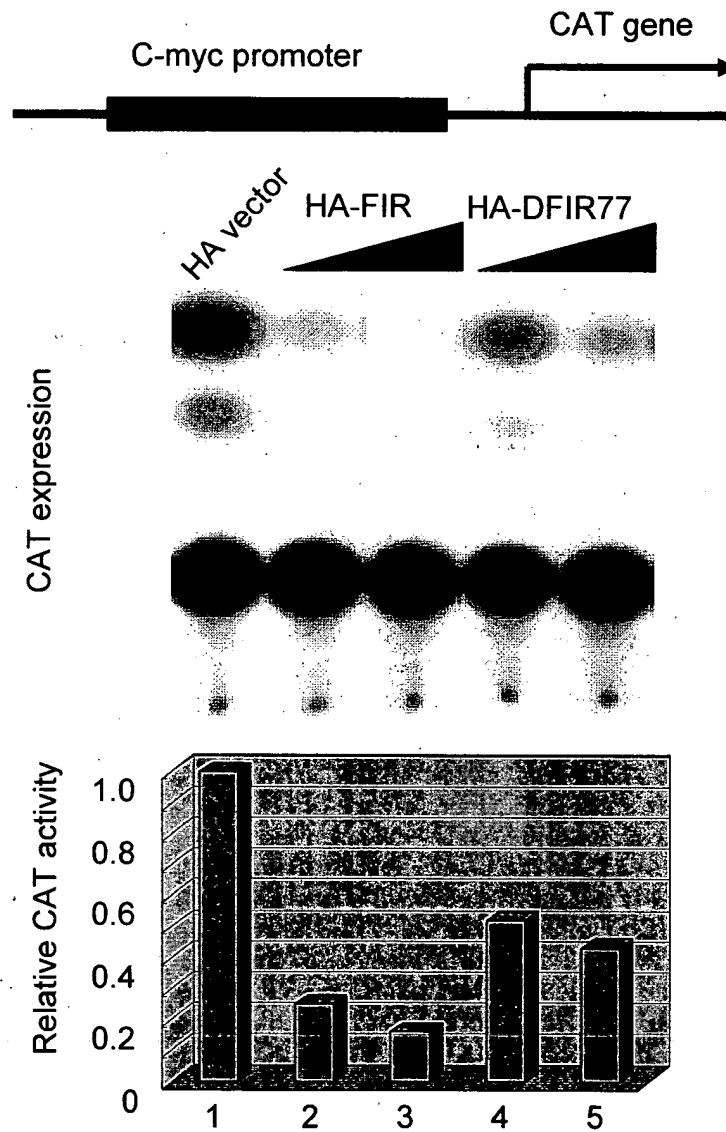 CAT gene
C-myc promoter
HA vector
HA-FIR
HA-DFIR77
CAT expression
Relative CAT activity
1.0
0.8
0.6
0.4
0.2
0
1 2 3 4 5